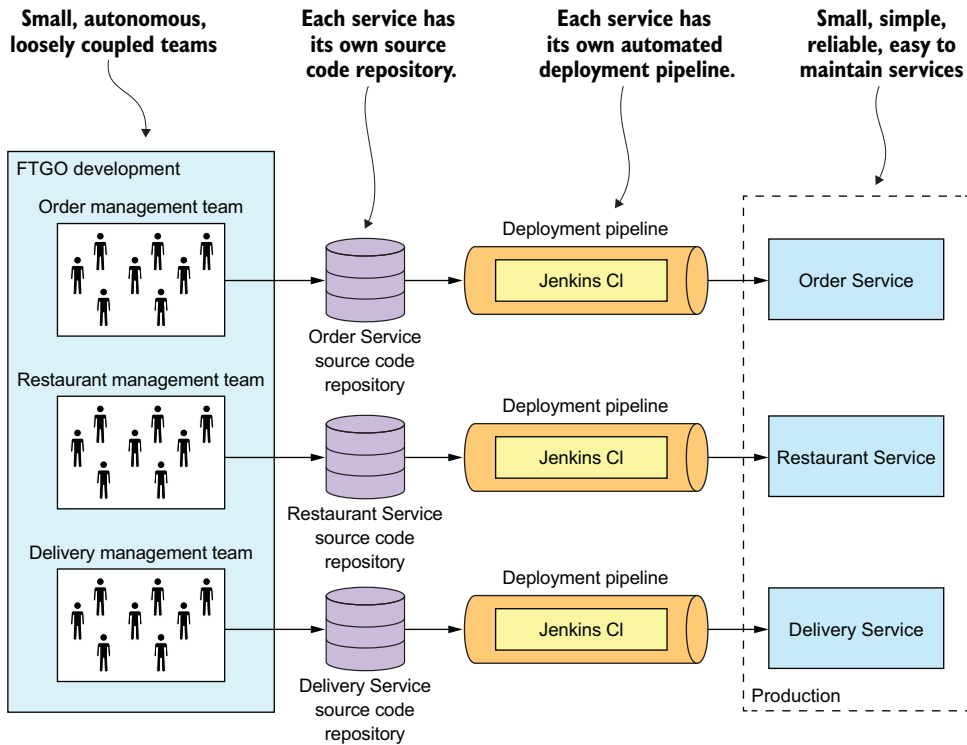 Small, autonomous,
loosely coupled teams
Each service has
its own source
code repository.
Each service has
its own automated
deployment pipeline.
Small, simple,
reliable, easy to
maintain services
FTGO development
Order management team
Deployment pipeline
Jenkins CI
Order Service
Order Service
source code
repository
Restaurant management team
Deployment pipeline
Jenkins CI
Restaurant Service
Restaurant Service
source code
repository
Delivery management team
Deployment pipeline
Jenkins CI
Delivery Service
Delivery Service
source code
repository
Production